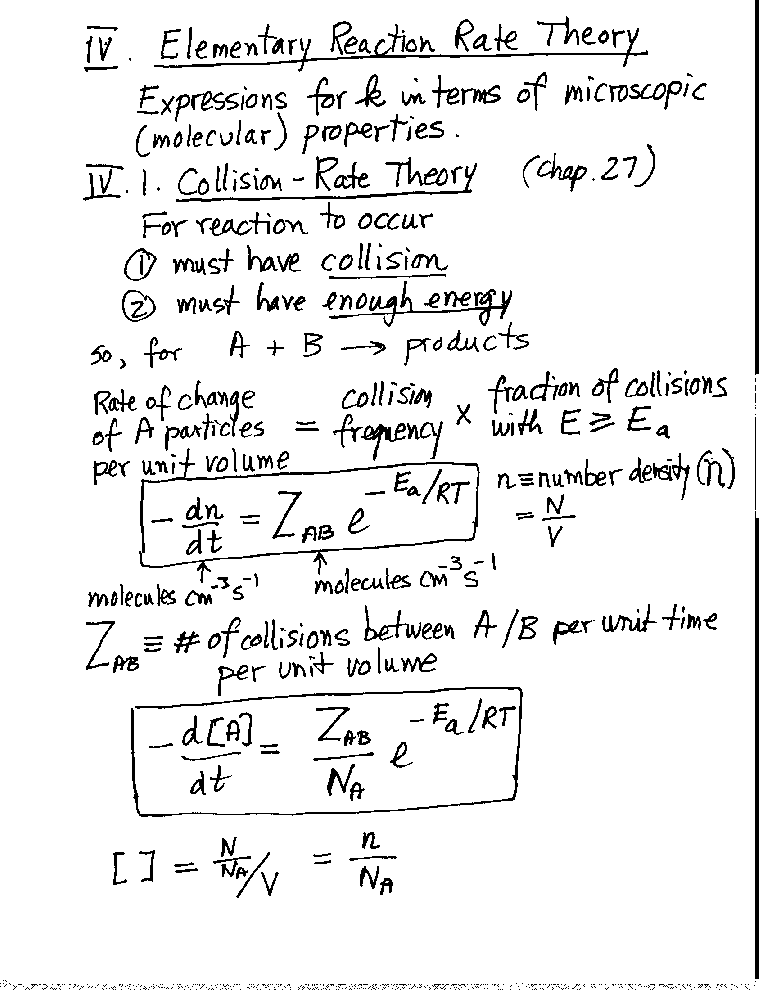 IV. Elementary Reaction Rate Theory
Expressions for k in terms of microscopic
(molecular) properties.
IV. 1. Collision-Rate Theory (Chap. 27)
For reaction to occur
① must have collision
② must have enough energy
so, for A + B → products
Rate of change of A particles per unit volume = collision frequency × fraction of collisions with E ⩾ Ea
-dn/dt = Z_AB e^(-Ea/RT)
n ≡ number density (ñ)
= N/V
↑ molecules cm⁻³s⁻¹
↑ molecules cm⁻³s⁻¹
Z_AB ≡ # of collisions between A/B per unit time
per unit volume
-d[A]/dt = Z_AB/N_A e^(-Ea/RT)
[ ] = N/N_A/V = n/N_A